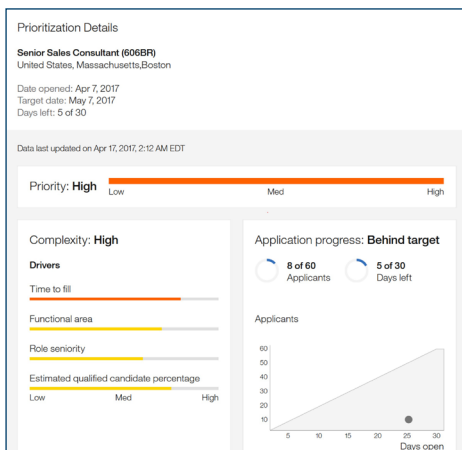 Prioritization Details
Senior Sales Consultant (606BR)
United States, Massachusetts,Boston
Date opened: Apr 7, 2017
Target date: May 7, 2017
Days left: 5 of 30
Data last updated on Apr 17, 2017, 2:12 AM EDT
Priority: High
Low Med High
Complexity: High
Drivers
Time to fill
Functional area
Role seniority
Estimated qualified candidate percentage
Low Med High
Application progress: Behind target
8 of 60
Applicants
5 of 30
Days left
Applicants
60
50
40
30
20
10
5 10 15 20 25 30
Days open